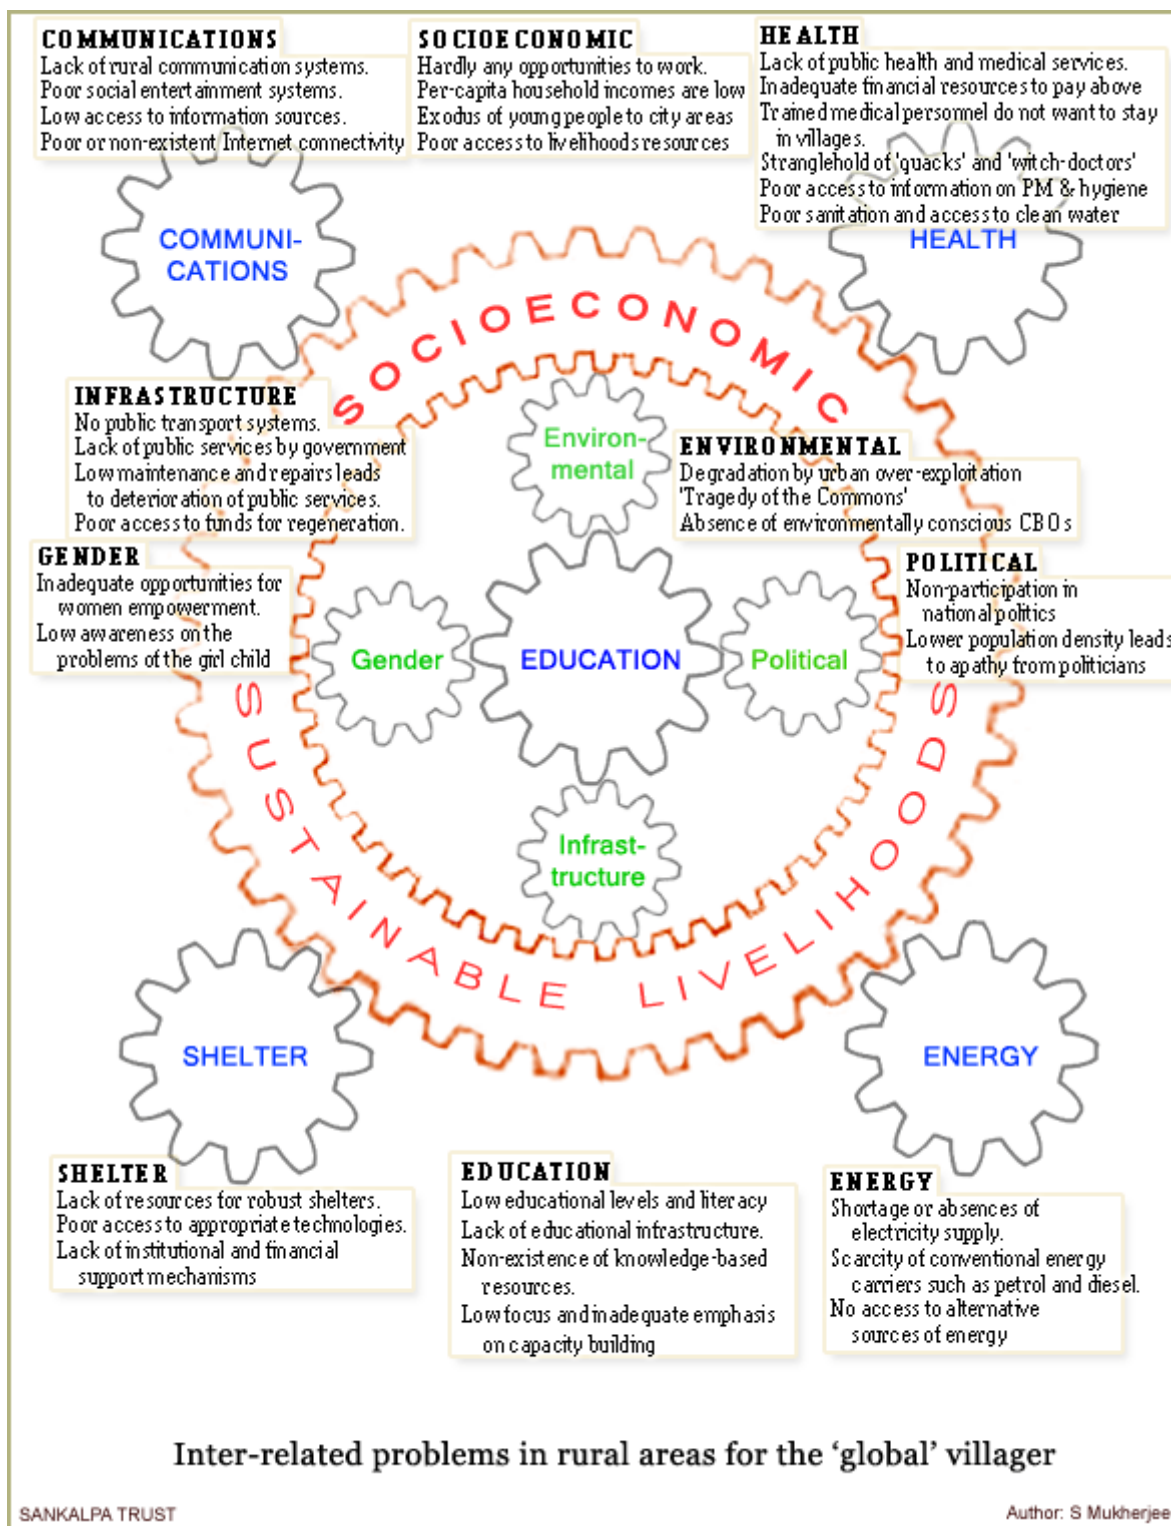 COMMUNICATIONS
Lack of rural communication systems.
Poor social entertainment systems.
Low access to information sources.
Poor or non-existent Internet connectivity
SOCIOECONOMIC
Hardly any opportunities to work.
Per-capita household incomes are low
Exodus of young people to city areas
Poor access to livelihoods resources
HEALTH
Lack of public health and medical services.
Inadequate financial resources to pay above
Trained medical personnel do not want to stay
in villages.
Stranglehold of 'quacks' and 'witch-doctors'
Poor access to information on PM & hygiene
Poor sanitation and access to clean water
COMMUNI-
CATIONS
HEALTH
SOCIOECONOMIC
INFRASTRUCTURE
No public transport systems.
Lack of public services by government
Low maintenance and repairs leads
to deterioration of public services.
Poor access to funds for regeneration.
Environ-
mental
ENVIRONMENTAL
Degradation by urban over-exploitation
'Tragedy of the Commons'
Absence of environmentally conscious CBOs
GENDER
Inadequate opportunities for
women empowerment.
Low awareness on the
problems of the girl child
POLITICAL
Non-participation in
national politics
Lower population density leads
to apathy from politicians
Gender
EDUCATION
Political
Infrast-
tructure
SUSTAINABLE LIVELIHOODS
SHELTER
ENERGY
SHELTER
Lack of resources for robust shelters.
Poor access to appropriate technologies.
Lack of institutional and financial
support mechanisms
EDUCATION
Low educational levels and literacy
Lack of educational infrastructure.
Non-existence of knowledge-based
resources.
Low focus and inadequate emphasis
on capacity building
ENERGY
Shortage or absences of
electricity supply.
Scarcity of conventional energy
carriers such as petrol and diesel.
No access to alternative
sources of energy
Inter-related problems in rural areas for the 'global' villager
SANKALPA TRUST
Author: S Mukherjee